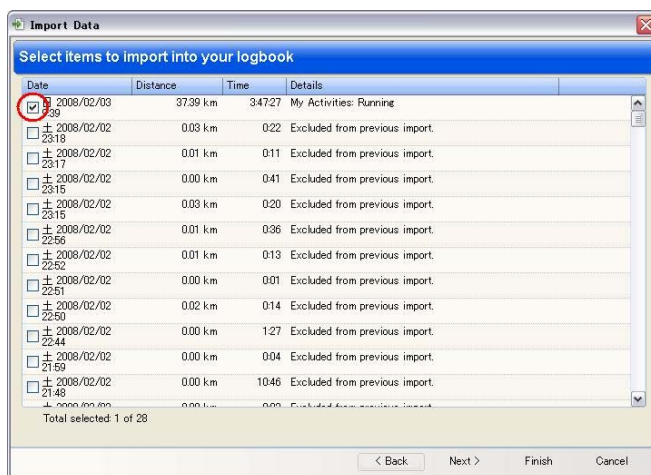 Import Data
Select items to import into your logbook
Date Distance Time Details
日 2008/02/03 37.39 km 3:47:27 My Activities: Running
9:39
土 2008/02/02 0.03 km 0:22 Excluded from previous import.
23:18
土 2008/02/02 0.01 km 0:11 Excluded from previous import.
23:17
土 2008/02/02 0.00 km 0:41 Excluded from previous import.
23:15
土 2008/02/02 0.03 km 0:20 Excluded from previous import.
23:15
土 2008/02/02 0.01 km 0:36 Excluded from previous import.
22:56
土 2008/02/02 0.01 km 0:13 Excluded from previous import.
22:52
土 2008/02/02 0.00 km 0:01 Excluded from previous import.
22:51
土 2008/02/02 0.02 km 0:14 Excluded from previous import.
22:50
土 2008/02/02 0.00 km 1:27 Excluded from previous import.
22:44
土 2008/02/02 0.00 km 0:04 Excluded from previous import.
21:59
土 2008/02/02 0.00 km 10:46 Excluded from previous import.
21:48
Total selected: 1 of 28
< Back Next > Finish Cancel